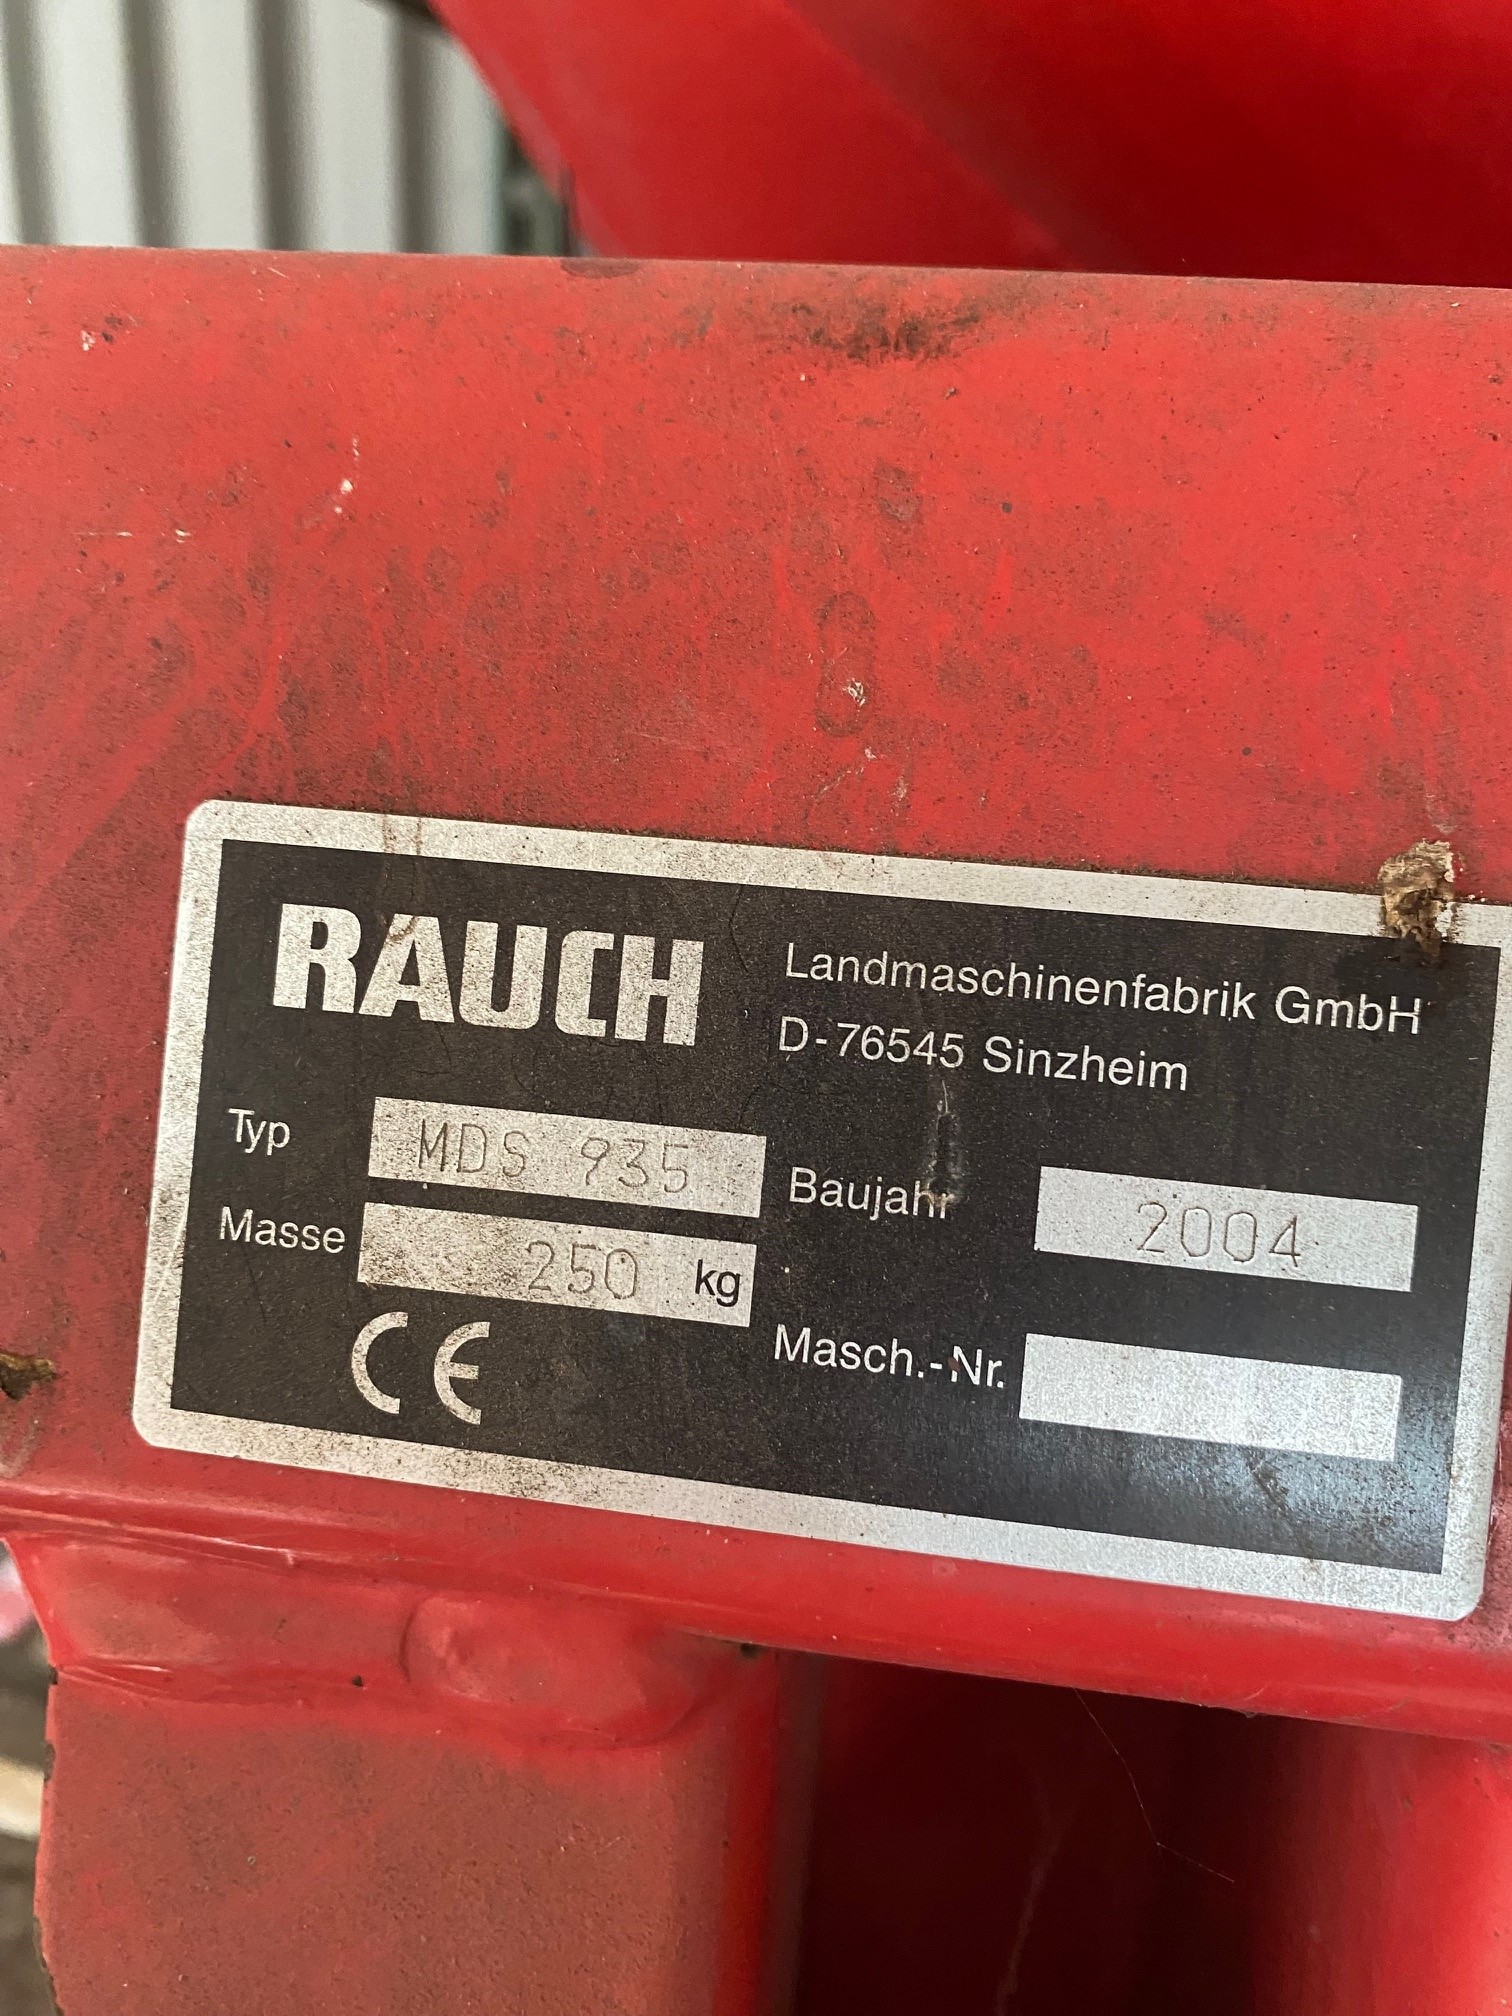 RAUCH
Landmaschinenfabrik GmbH
D-76545 Sinzheim
Typ MDS 935
Baujahr 2004
Masse 250 kg
Masch.-Nr.
CE